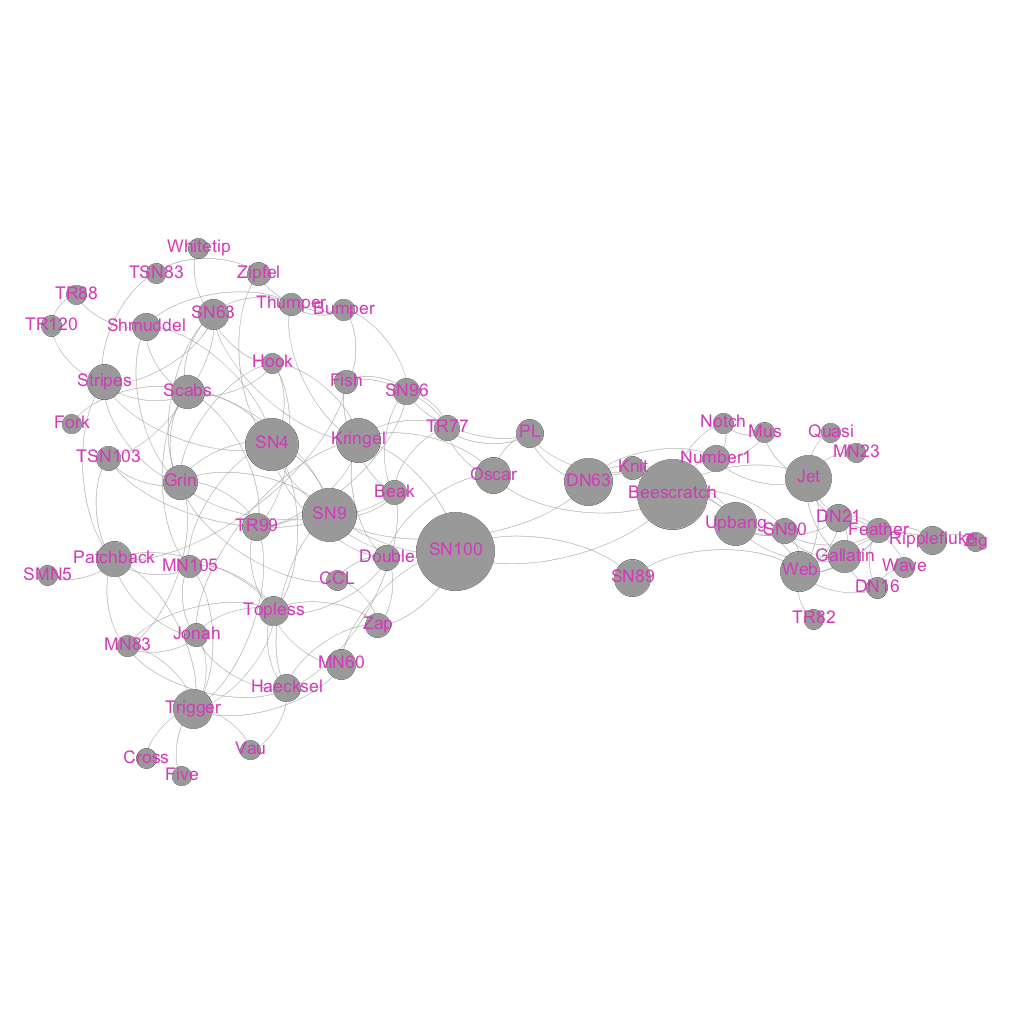 Whitetip
TSN83
Zipfel
TR88
Thumper
Bumper
SN63
TR120
Shmuddel
Hook
Stripes
Fish
Scabs
SN96
Fork
Notch
TR77
PL
Mus
Quasi
SN4
Kringel
MN23
TSN103
Number1
Knit
Oscar
Jet
Grin
DN63
Beak
Beescratch
SN9
DN21
TR99
Upbang
SN90
Feather
Ripplefluke
Zig
SN100
Patchback
Double
Gallatin
MN105
Wave
Web
SMN5
CCL
SN89
DN16
Topless
TR82
Zap
Jonah
MN83
MN60
Haecksel
Trigger
Vau
Cross
Five